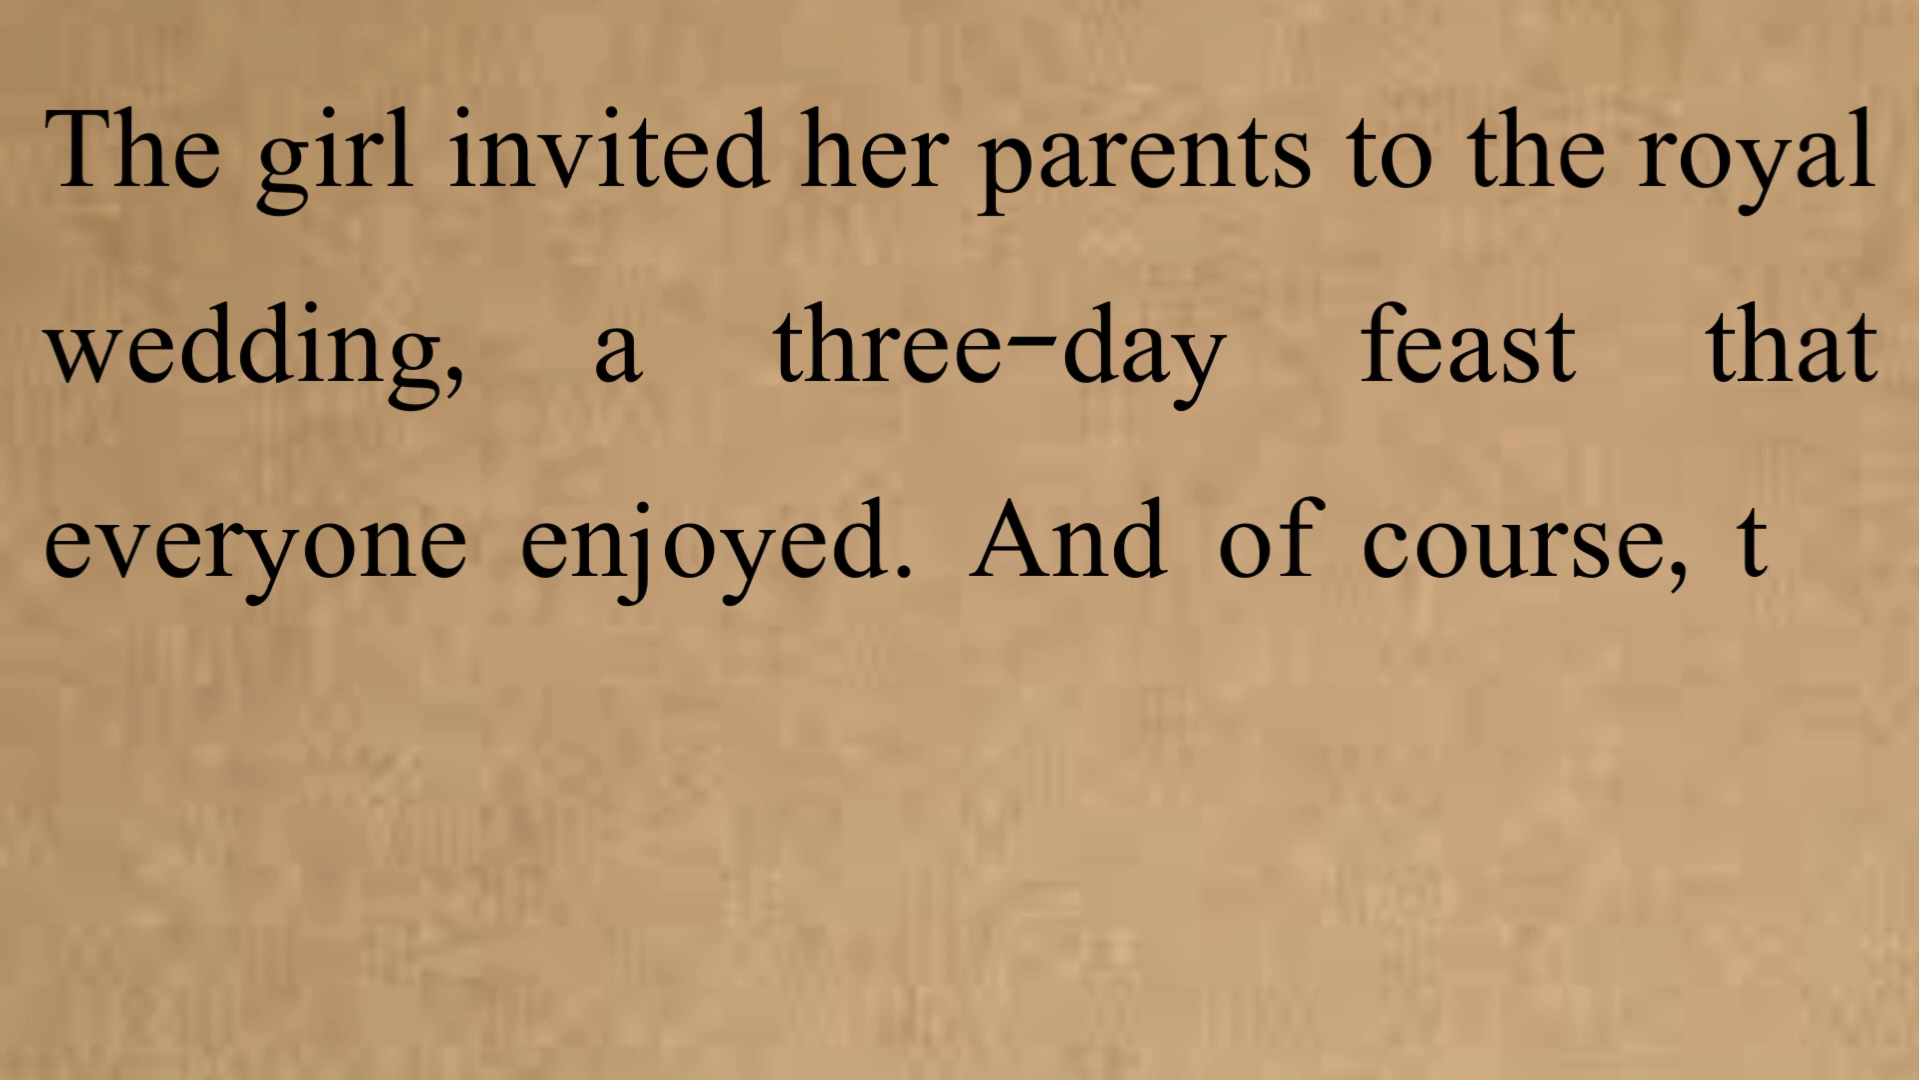 The girl invited her parents to the royal
wedding, a three-day feast that
everyone enjoyed. And of course, t